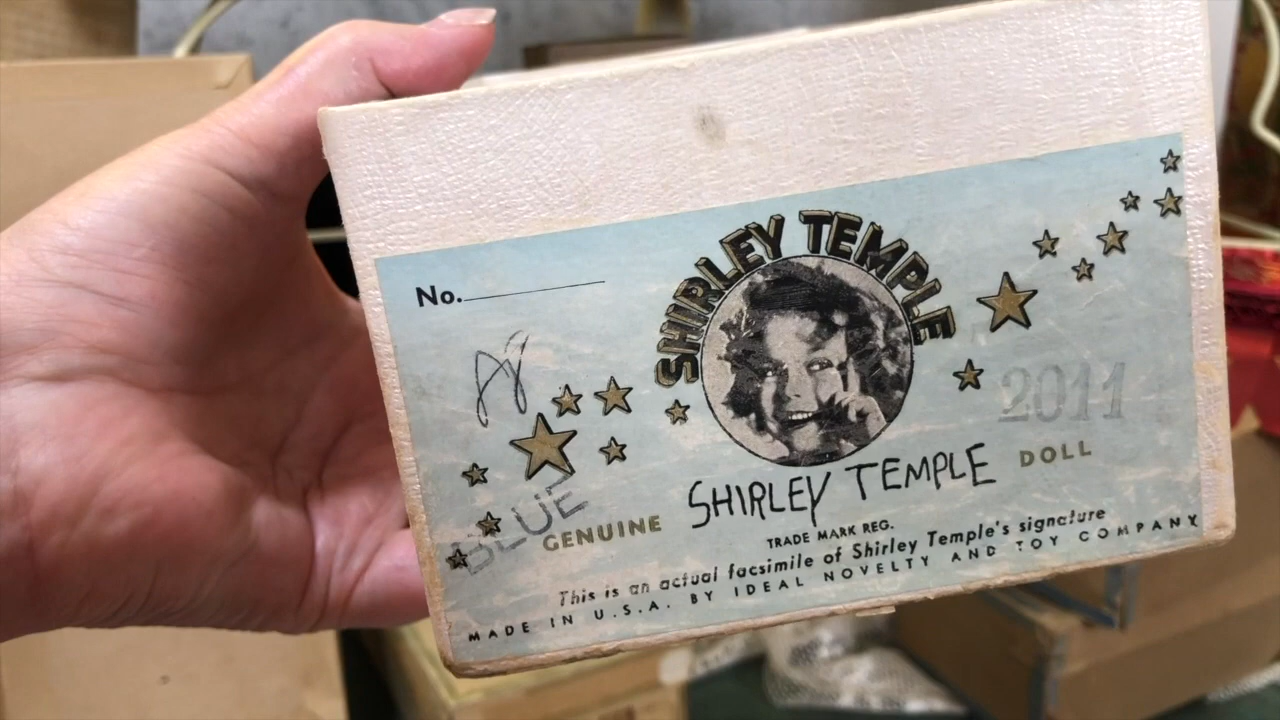 No.
SHIRLEY TEMPLE
2011
BLUE
GENUINE SHIRLEY TEMPLE DOLL
TRADE MARK REG.
This is an actual facsimile of Shirley Temple's signature
MADE IN U.S.A. BY IDEAL NOVELTY AND TOY COMPANY